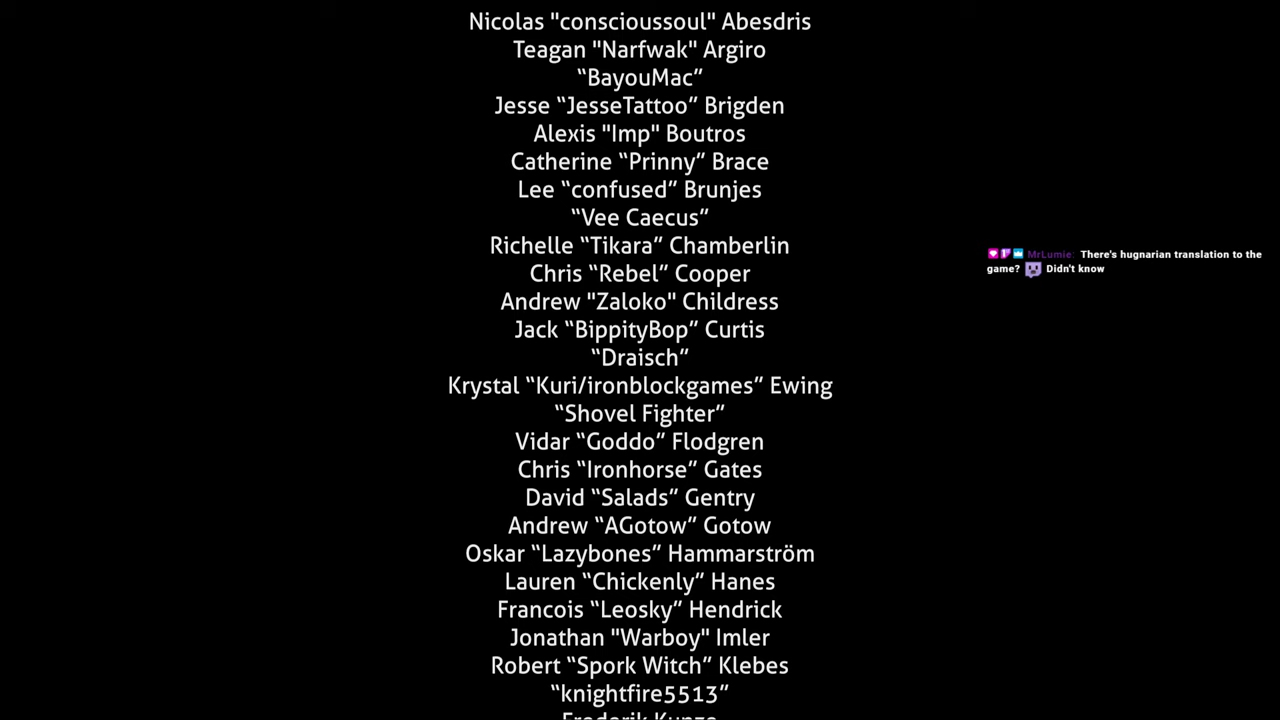 Nicolas "conscioussoul" Abesdris
Teagan "Narfwak" Argiro
“BayouMac”
Jesse “JesseTattoo” Brigden
Alexis "Imp" Boutros
Catherine “Prinny” Brace
Lee “confused” Brunjes
“Vee Caecus”
Richelle “Tikara” Chamberlin
Chris “Rebel” Cooper
Andrew "Zaloko" Childress
Jack “BippityBop” Curtis
“Draisch”
Krystal “Kuri/ironblockgames” Ewing
“Shovel Fighter”
Vidar “Goddo” Flodgren
Chris “Ironhorse” Gates
David “Salads” Gentry
Andrew “AGotow” Gotow
Oskar “Lazybones” Hammarström
Lauren “Chickenly” Hanes
Francois “Leosky” Hendrick
Jonathan "Warboy" Imler
Robert “Spork Witch” Klebes
“knightfire5513”
Frederik Kunze
MrLumie: There's hugnarian translation to the
game? Didn't know